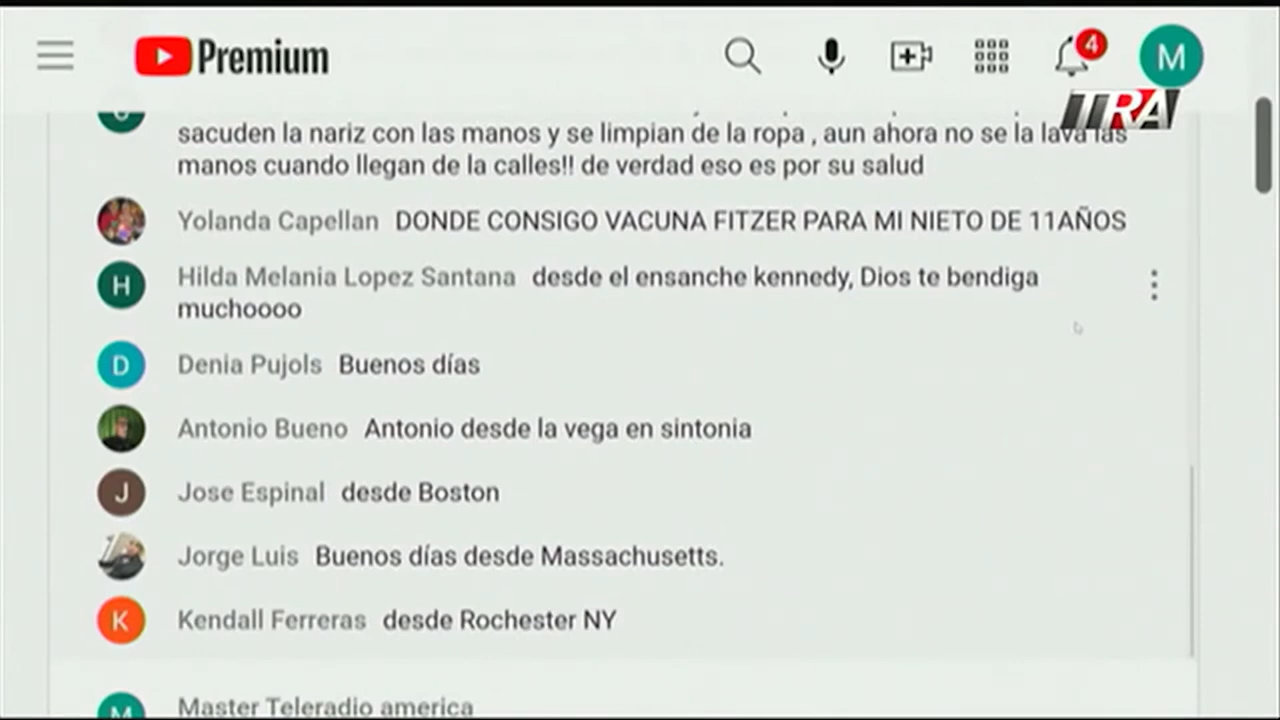 Premium
4
M
TRA
sacuden la nariz con las manos y se limpian de la ropa , aun ahora no se la lava las
manos cuando llegan de la calles!! de verdad eso es por su salud
Yolanda Capellan DONDE CONSIGO VACUNA FITZER PARA MI NIETO DE 11AÑOS
H
Hilda Melania Lopez Santana desde el ensanche kennedy, Dios te bendiga
muchoooo
D
Denia Pujols Buenos días
Antonio Bueno Antonio desde la vega en sintonia
J
Jose Espinal desde Boston
Jorge Luis Buenos días desde Massachusetts.
K
Kendall Ferreras desde Rochester NY
M
Master Teleradio america